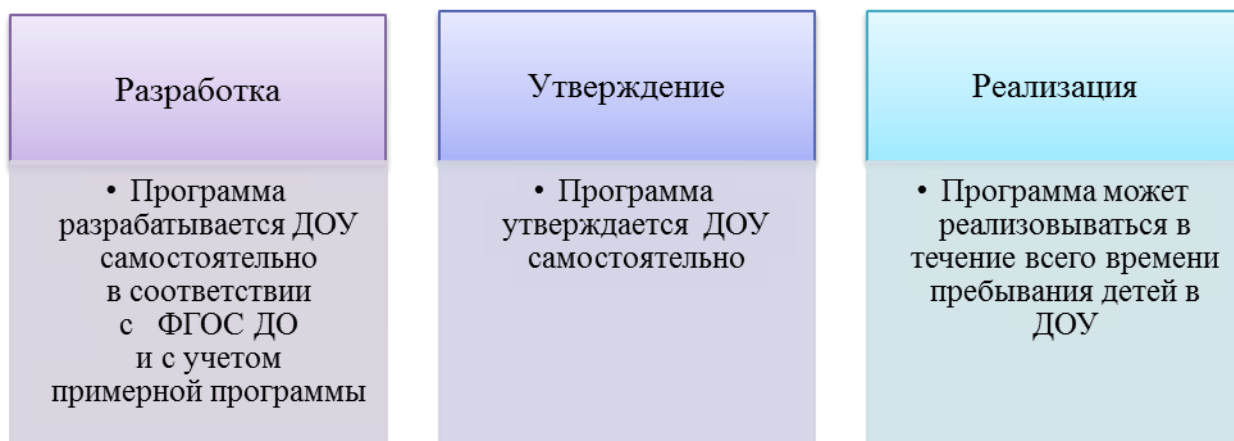 Разработка
• Программа
разрабатывается ДОУ
самостоятельно
в соответствии
с ФГОС ДО
и с учетом
примерной программы
Утверждение
• Программа
утверждается ДОУ
самостоятельно
Реализация
• Программа может
реализовываться в
течение всего времени
пребывания детей в
ДОУ